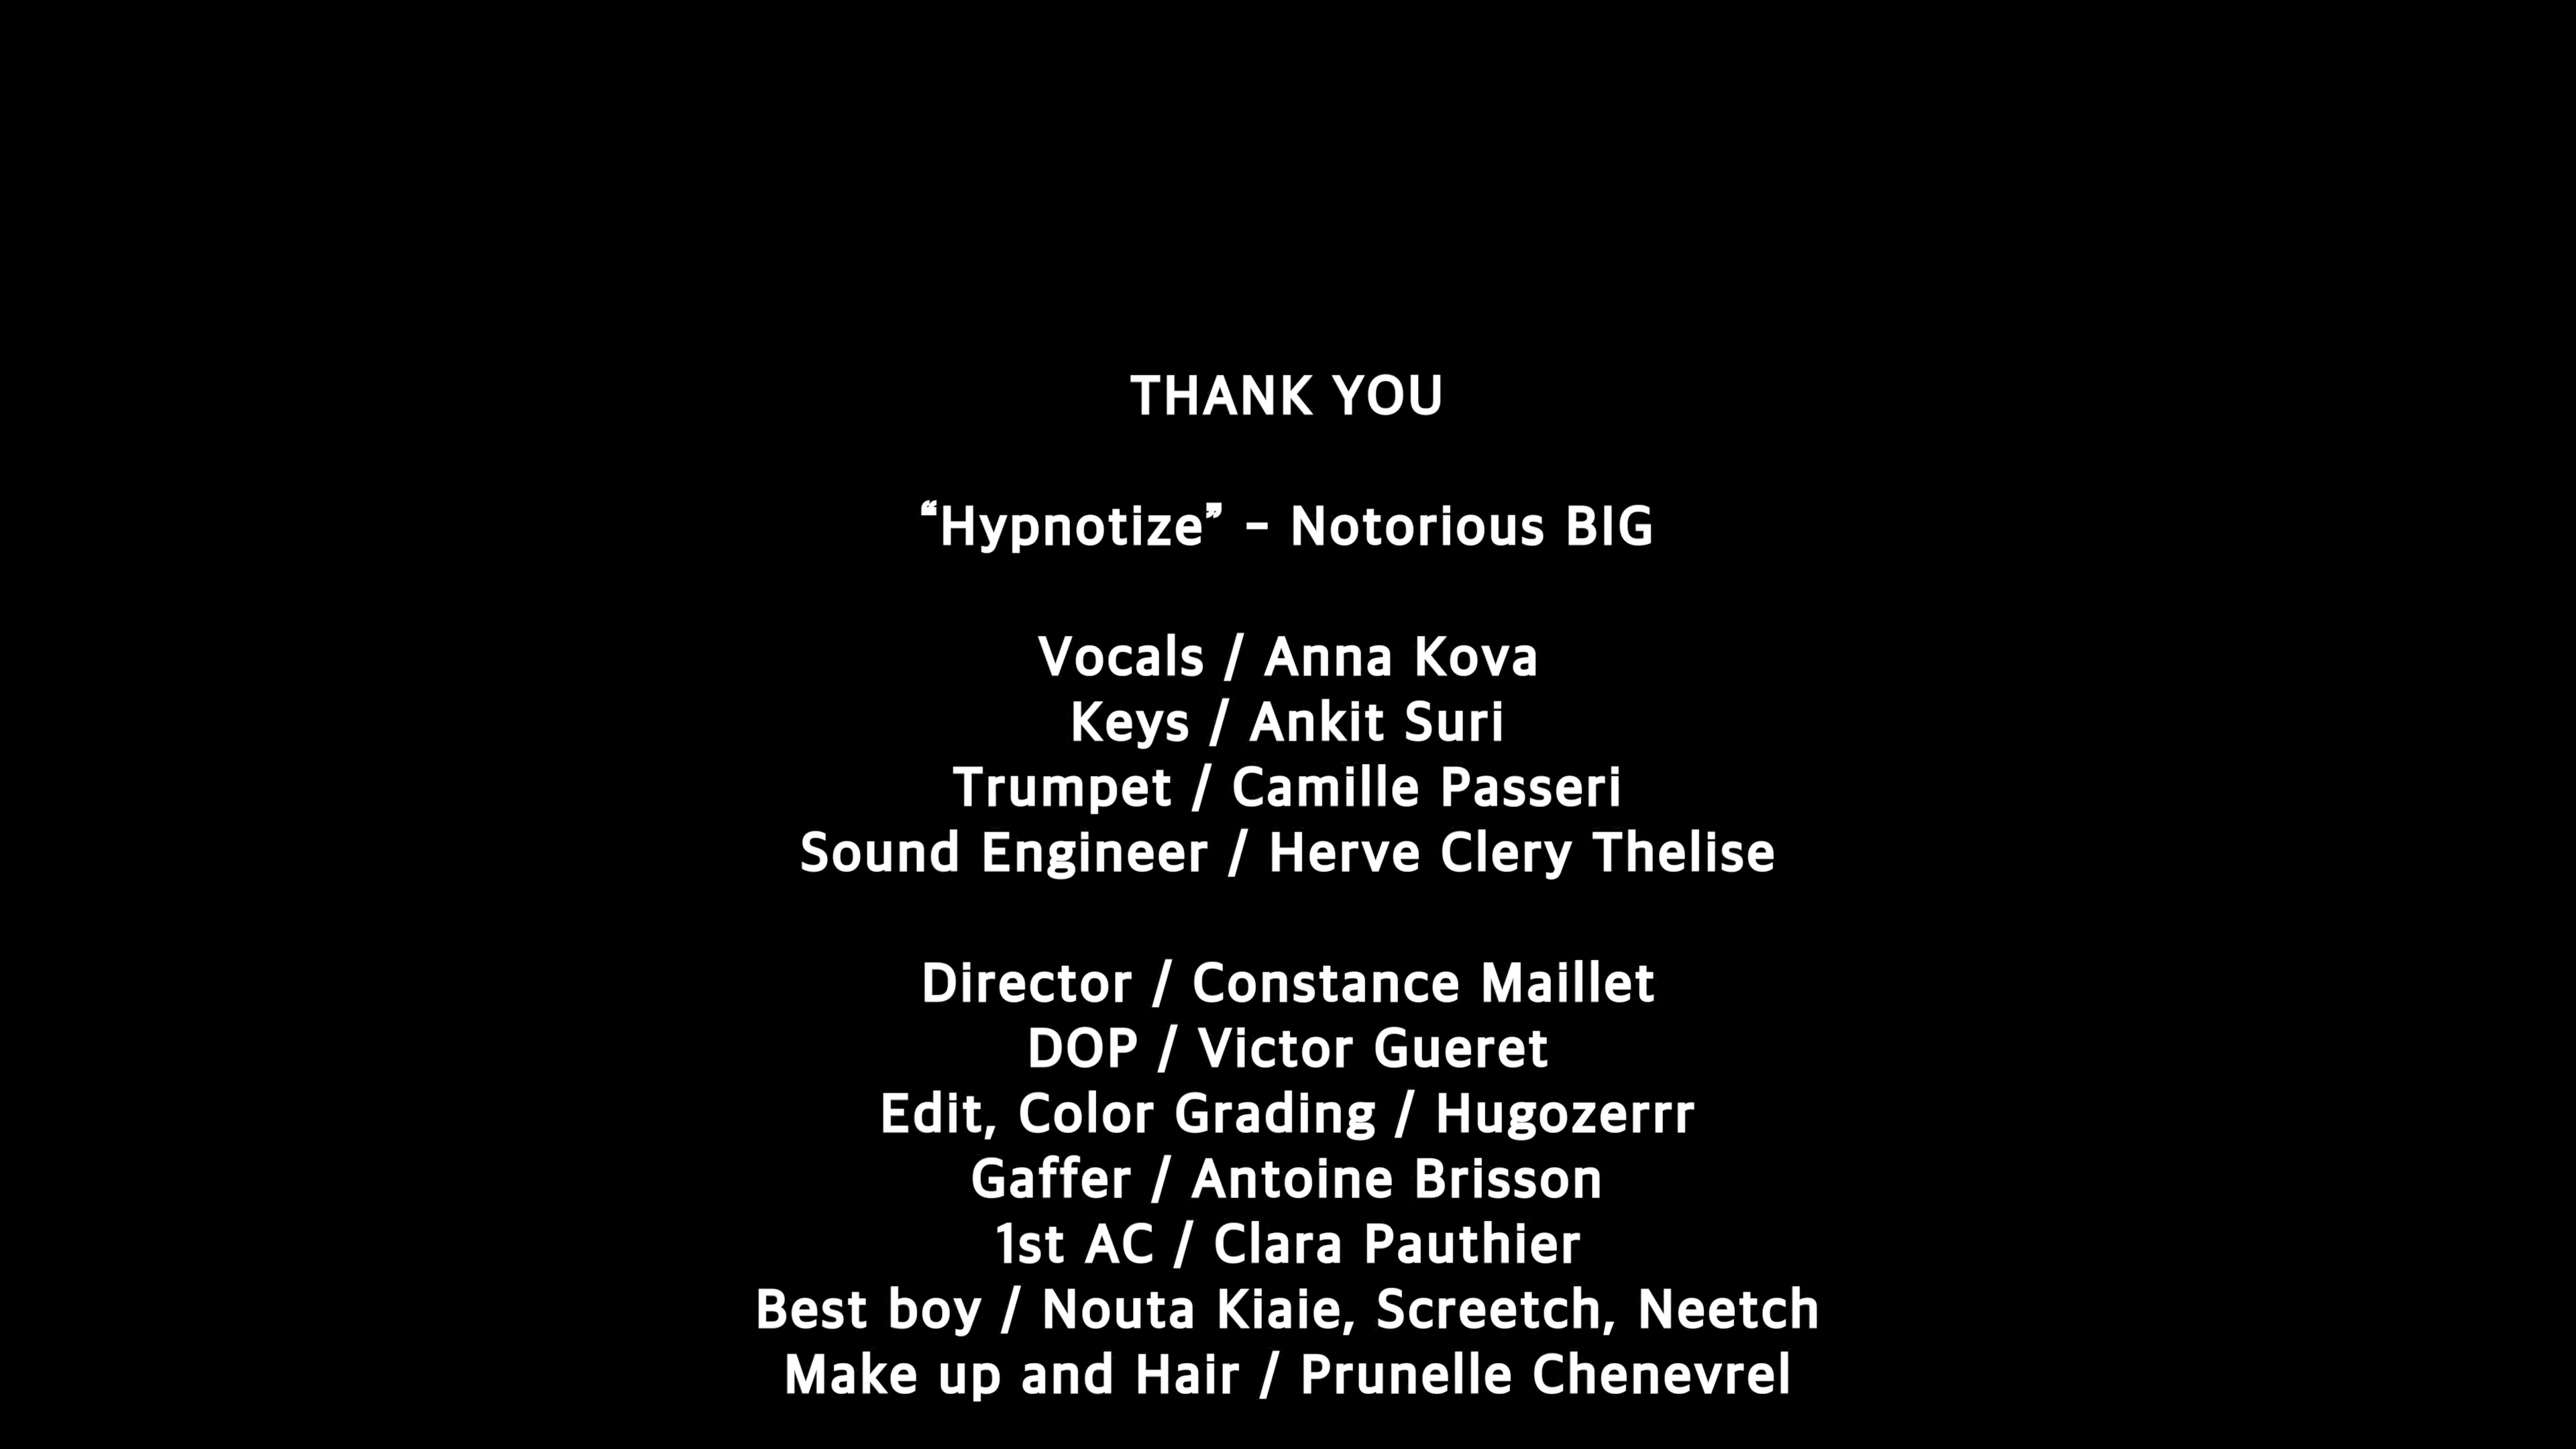 THANK YOU
“Hypnotize” - Notorious BIG
Vocals / Anna Kova
Keys / Ankit Suri
Trumpet / Camille Passeri
Sound Engineer / Herve Clery Thelise
Director / Constance Maillet
DOP / Victor Gueret
Edit, Color Grading / Hugozerrr
Gaffer / Antoine Brisson
1st AC / Clara Pauthier
Best boy / Nouta Kiaie, Screetch, Neetch
Make up and Hair / Prunelle Chenevrel